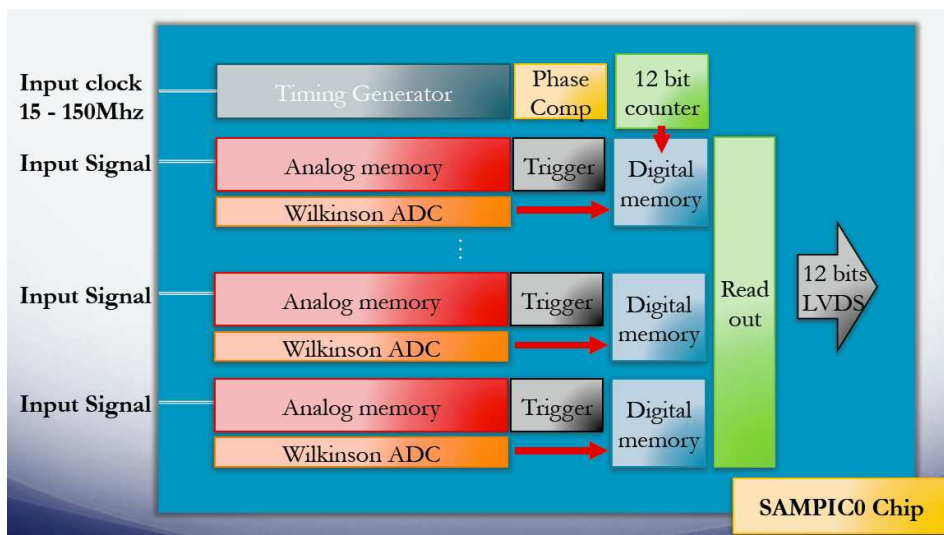 Input clock
15 - 150Mhz
Timing Generator
Phase
Comp
12 bit
counter
Input Signal
Analog memory
Trigger
Digital
memory
Wilkinson ADC
Input Signal
Analog memory
Trigger
Digital
memory
Wilkinson ADC
Read
out
12 bits
LVDS
Input Signal
Analog memory
Trigger
Digital
memory
Wilkinson ADC
SAMPIC0 Chip